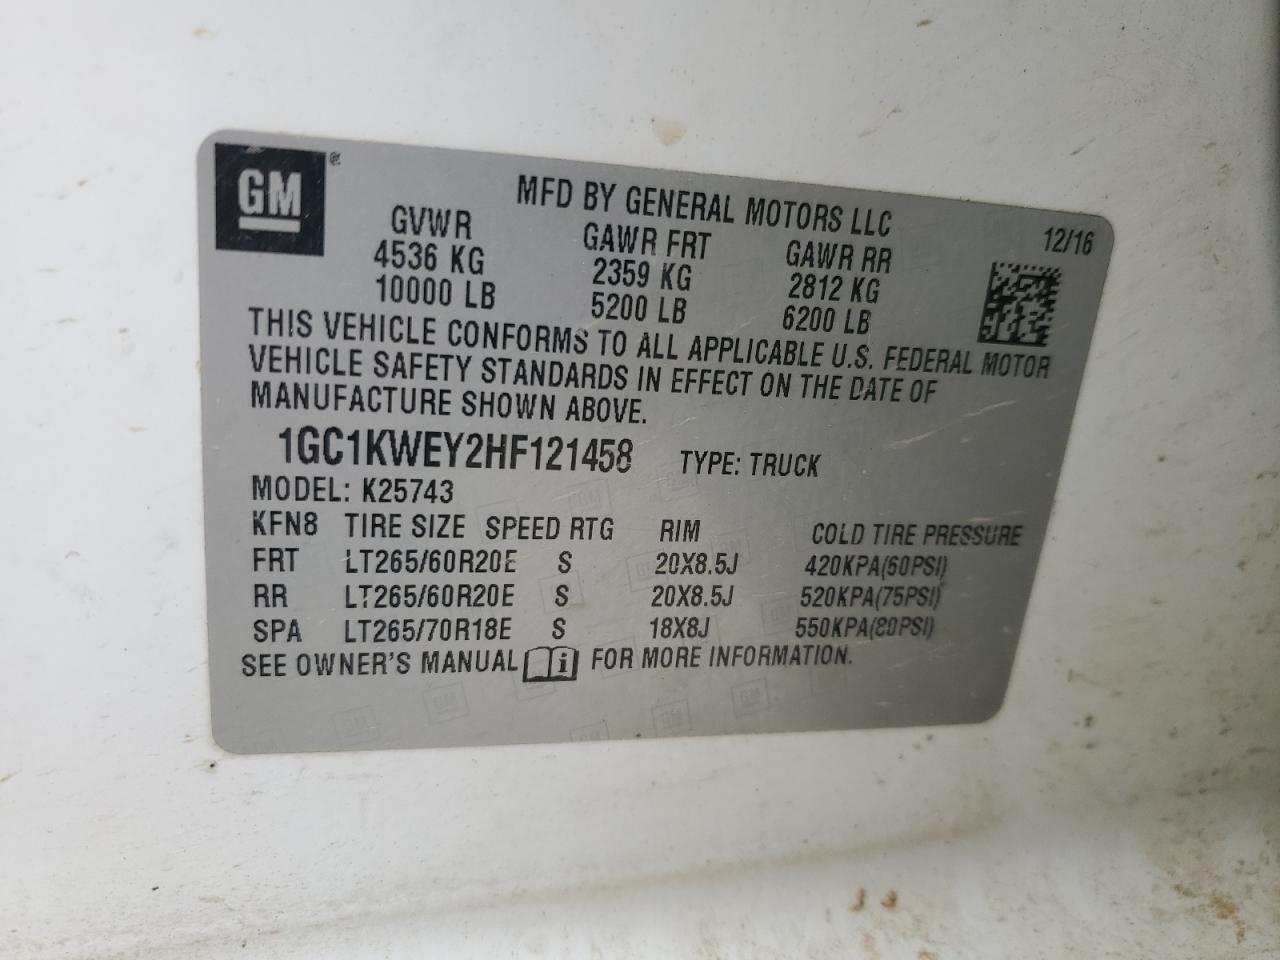 GM ®
MFD BY GENERAL MOTORS LLC
12/16
GVWR GAWR FRT GAWR RR
4536 KG 2359 KG 2812 KG
10000 LB 5200 LB 6200 LB
THIS VEHICLE CONFORMS TO ALL APPLICABLE U.S. FEDERAL MOTOR
VEHICLE SAFETY STANDARDS IN EFFECT ON THE DATE OF
MANUFACTURE SHOWN ABOVE.
1GC1KWEY2HF121458 TYPE: TRUCK
MODEL: K25743
KFN8 TIRE SIZE SPEED RTG RIM COLD TIRE PRESSURE
FRT LT265/60R20E S 20X8.5J 420KPA(60PSI)
RR LT265/60R20E S 20X8.5J 520KPA(75PSI)
SPA LT265/70R18E S 18X8J 550KPA(80PSI)
SEE OWNER'S MANUAL i FOR MORE INFORMATION.